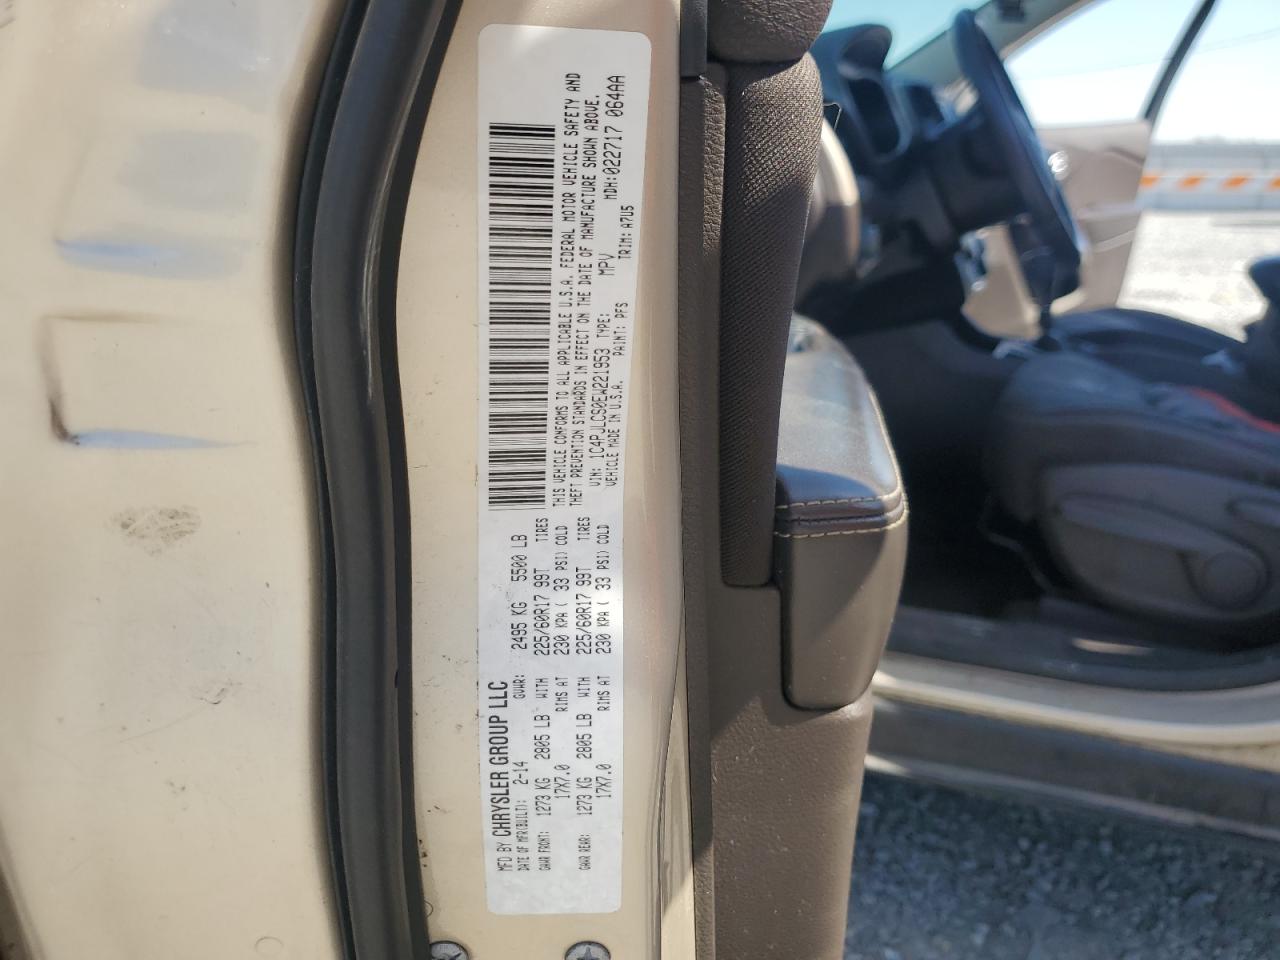 MFD BY CHRYSLER GROUP LLC
DATE OF MFR(BUILT): 2-14 GVWR: 2495 KG 5500 LB
GAWR FRONT: 1273 KG 2805 LB WITH 225/60R17 99T TIRES
17X7.0 RIMS AT 230 KPA ( 33 PSI) COLD
GAWR REAR: 1273 KG 2805 LB WITH 225/60R17 99T TIRES
17X7.0 RIMS AT 230 KPA ( 33 PSI) COLD
THIS VEHICLE CONFORMS TO ALL APPLICABLE U.S.A. FEDERAL MOTOR VEHICLE SAFETY AND
THEFT PREVENTION STANDARDS IN EFFECT ON THE DATE OF MANUFACTURE SHOWN ABOVE.
VIN: 1C4PJLCS0EW221953 TYPE: MPV MDH:022717 064AA
VEHICLE MADE IN U.S.A. PAINT: PFS TRIM: A7U5